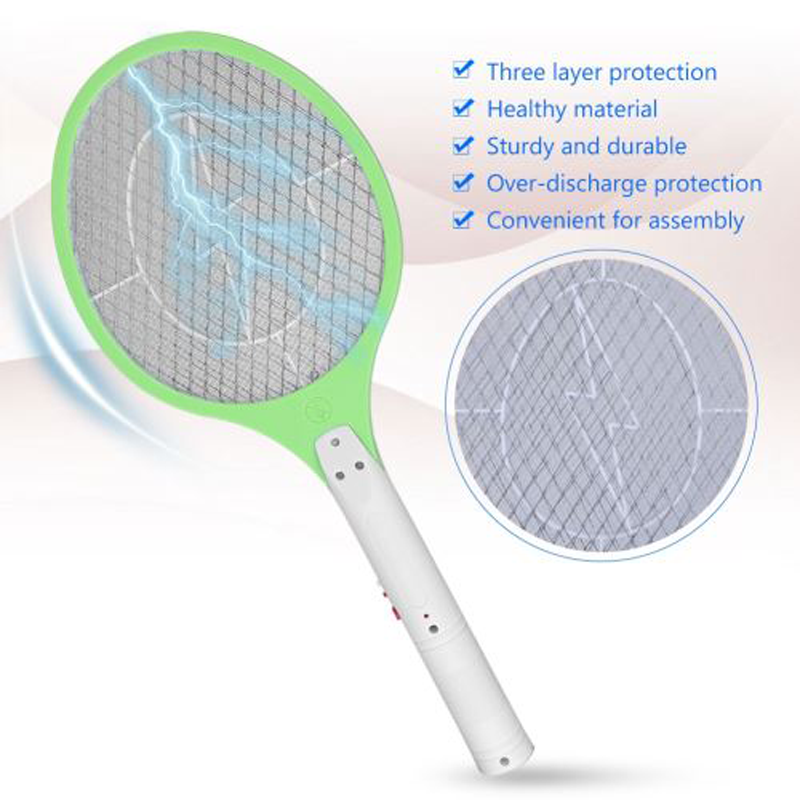 Three layer protection
Healthy material
Sturdy and durable
Over-discharge protection
Convenient for assembly